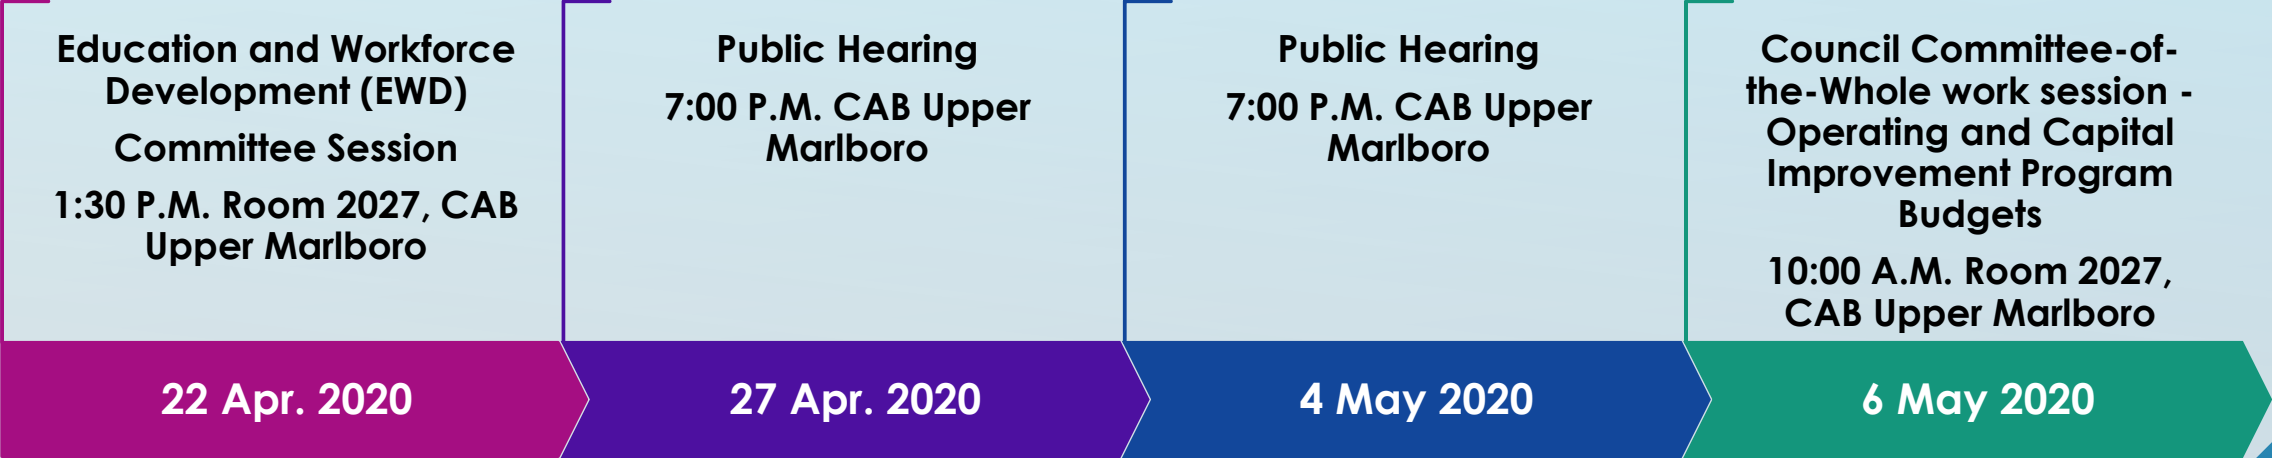 Education and Workforce
Development (EWD)
Committee Session
1:30 P.M. Room 2027, CAB
Upper Marlboro
22 Apr. 2020
Public Hearing
7:00 P.M. CAB Upper
Marlboro
27 Apr. 2020
Public Hearing
7:00 P.M. CAB Upper
Marlboro
4 May 2020
Council Committee-of-
the-Whole work session -
Operating and Capital
Improvement Program
Budgets
10:00 A.M. Room 2027,
CAB Upper Marlboro
6 May 2020